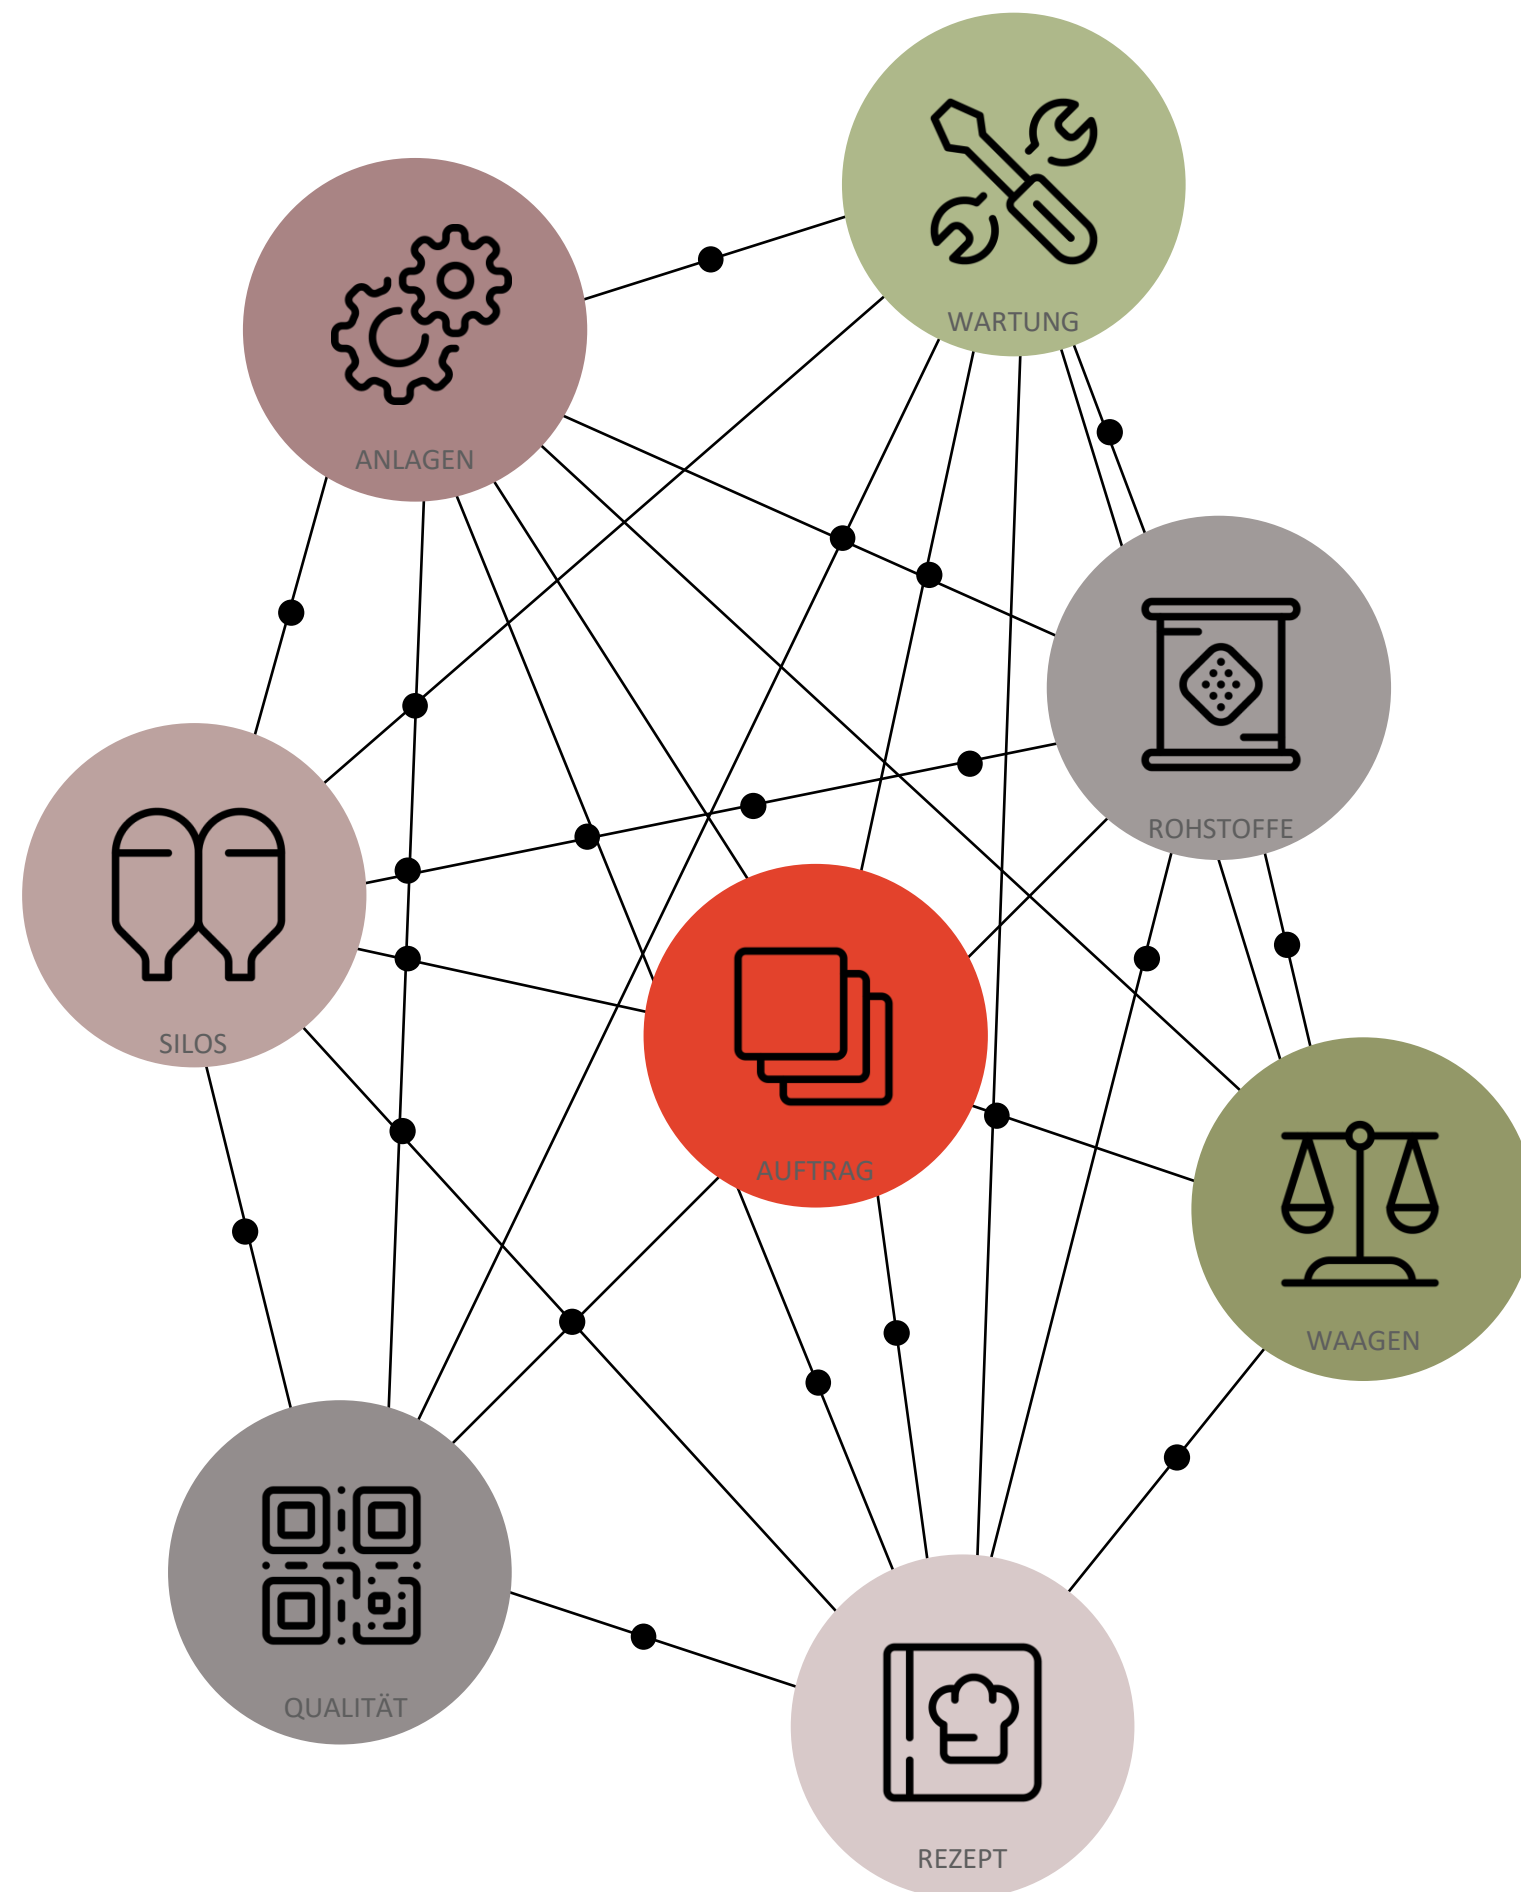 WARTUNG
ANLAGEN
ROHSTOFFE
SILOS
AUFTRAG
WAAGEN
QUALITÄT
REZEPT